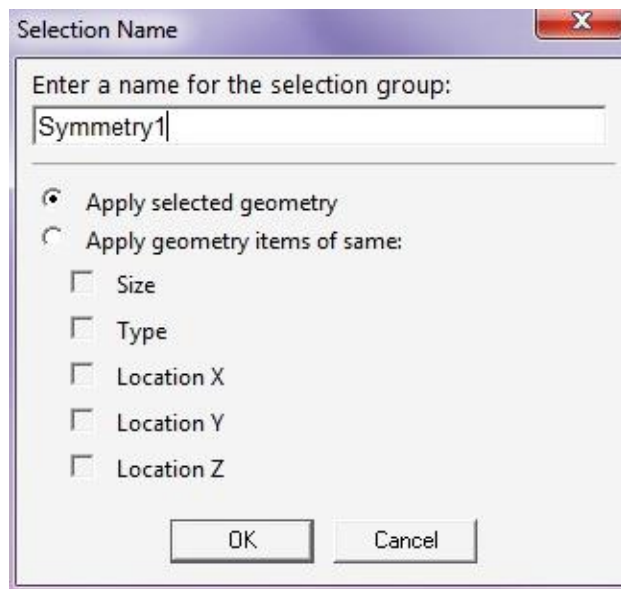 Selection Name
Enter a name for the selection group:
Symmetry1
Apply selected geometry
Apply geometry items of same:
Size
Type
Location X
Location Y
Location Z
OK Cancel